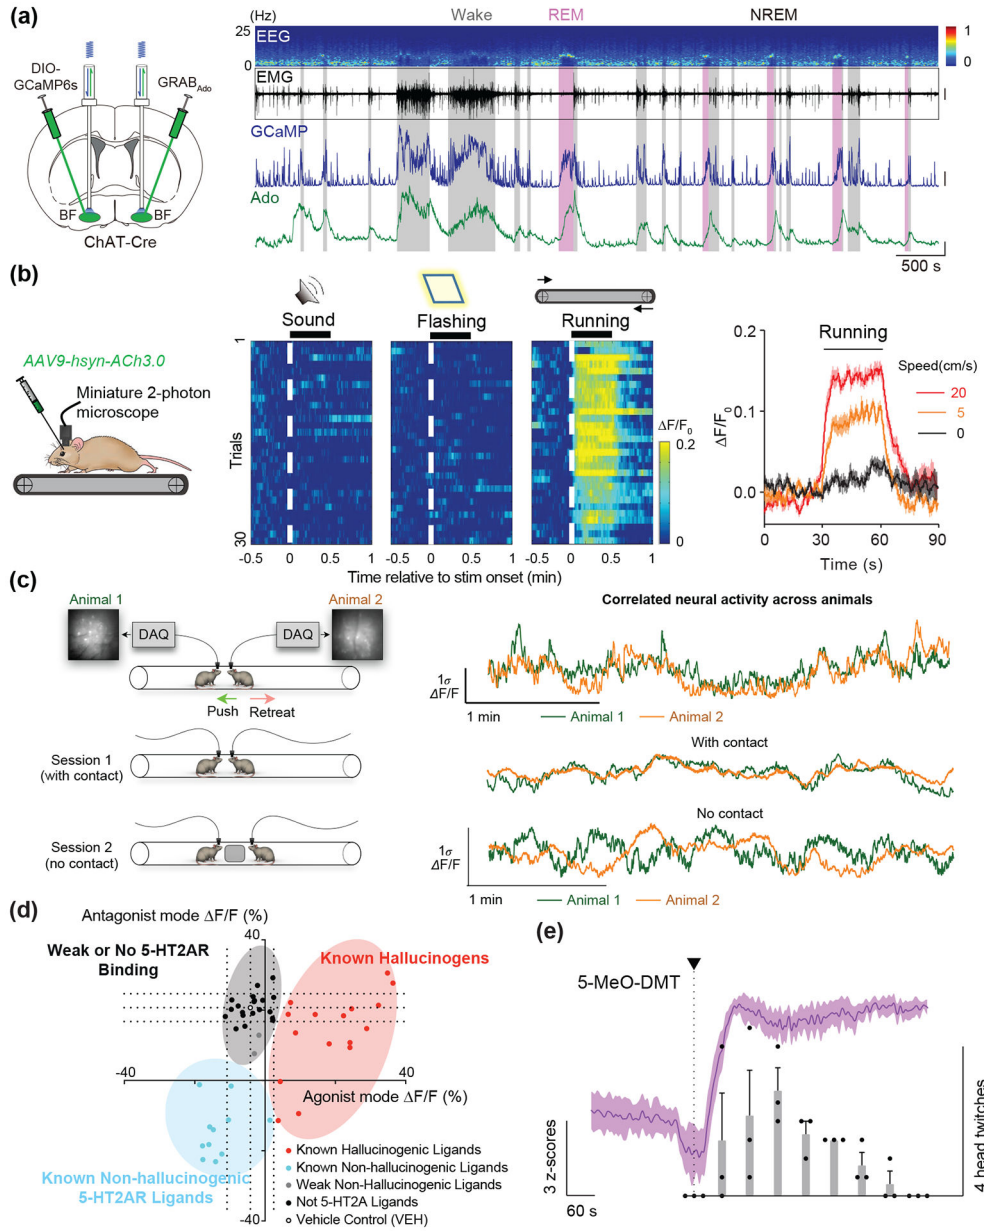 (a)
DIO-
GCaMP6s
GRAB Ado
BF
BF
ChAT-Cre
(Hz)
Wake
REM
NREM
25
EEG
0
1
0
EMG
GCaMP
Ado
500 s
(b)
Sound
Flashing
Running
AAV9-hsyn-ACh3.0
Miniature 2-photon
microscope
Trials
1
30
-0.5 0 0.5 1
-0.5 0 0.5 1
-0.5 0 0.5 1
Time relative to stim onset (min)
ΔF/F0
0.2
0
Running
Speed(cm/s)
20
5
0
ΔF/F0
0.2
0.1
0.0
0 30 60 90
Time (s)
(c)
Animal 1
Animal 2
DAQ
DAQ
Push
Retreat
Session 1
(with contact)
Session 2
(no contact)
Correlated neural activity across animals
1σ
ΔF/F
1 min
Animal 1
Animal 2
With contact
No contact
1σ
ΔF/F
1 min
Animal 1
Animal 2
(d)
Antagonist mode ΔF/F (%)
40
Weak or No 5-HT2AR
Binding
Known Hallucinogens
-40
40
Agonist mode ΔF/F (%)
Known Non-hallucinogenic
5-HT2AR Ligands
-40
Known Hallucinogenic Ligands
Known Non-hallucinogenic Ligands
Weak Non-Hallucinogenic Ligands
Not 5-HT2A Ligands
Vehicle Control (VEH)
(e)
5-MeO-DMT
3 z-scores
60 s
4 head twitches